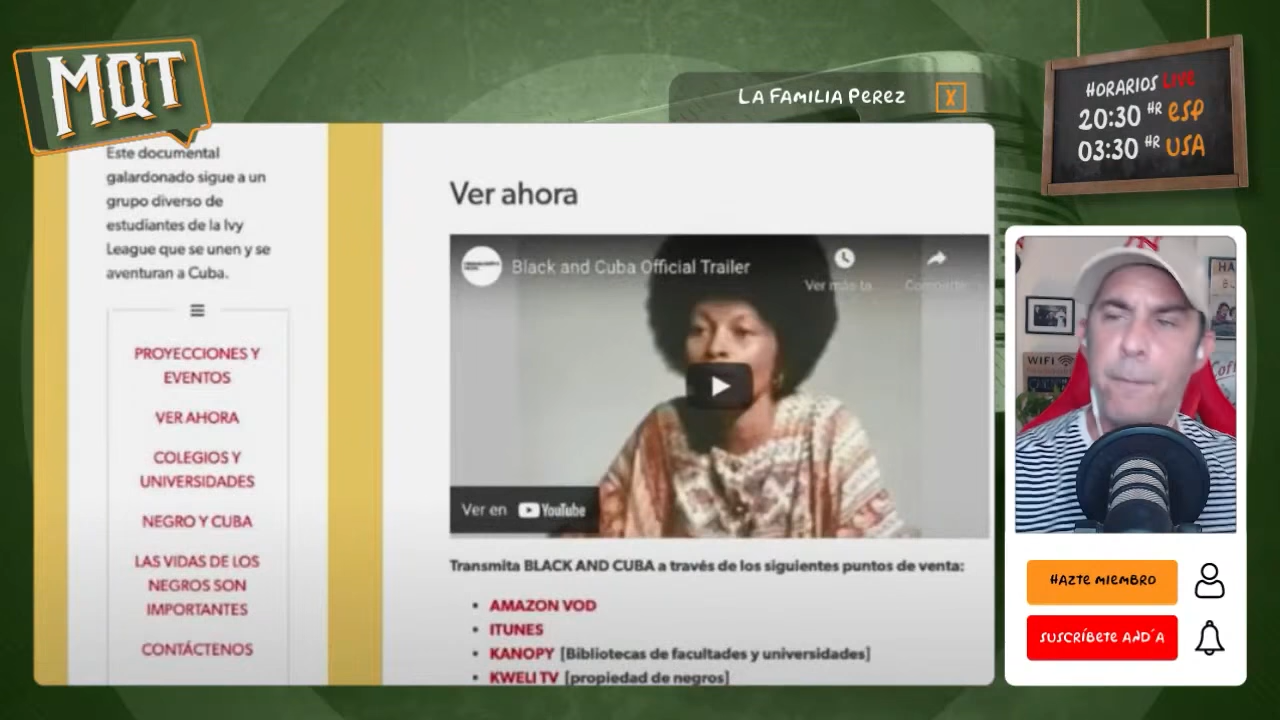 MQT
LA FAMILIA PEREZ
X
HORARIOS LIVE
20:30 HR ESP
03:30 HR USA
Este documental
galardonado sigue a un
grupo diverso de
estudiantes de la Ivy
League que se unen y se
aventuran a Cuba.
PROYECCIONES Y
EVENTOS
VER AHORA
COLEGIOS Y
UNIVERSIDADES
NEGRO Y CUBA
LAS VIDAS DE LOS
NEGROS SON
IMPORTANTES
CONTÁCTENOS
Ver ahora
Black and Cuba Official Trailer
Ver más ta...
Compartir
Ver en YouTube
Transmita BLACK AND CUBA a través de los siguientes puntos de venta:
• AMAZON VOD
• ITUNES
• KANOPY [Bibliotecas de facultades y universidades]
• KWELI TV [propiedad de negros]
WIFI
HAZTE MIEMBRO
SUSCRÍBETE AND´A